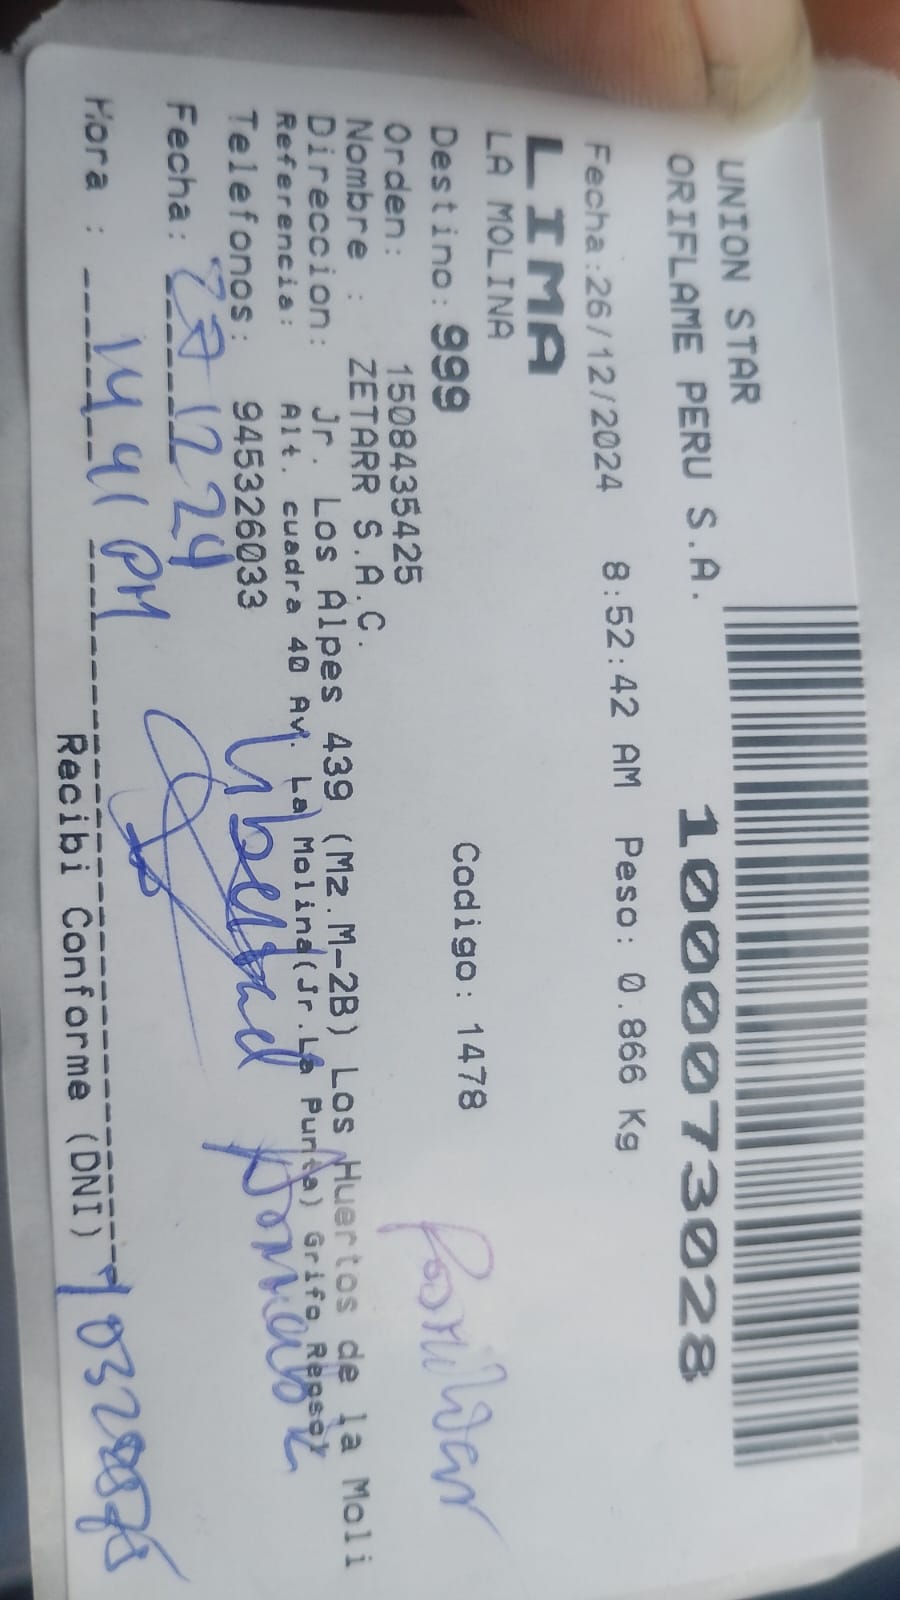 UNION STAR
ORIFLAME PERU S.A. 1000073028
Fecha:26/12/2024 8:52:42 AM Peso: 0.866 Kg
LIMA
LA MOLINA
Destino: 999 Codigo: 1478
Orden: 1508435425
Nombre : ZETARR S.A.C.
Direccion: Jr. Los Alpes 439 (Mz.M-2B) Los Huertos de la Moli
Referencia: Alt. cuadra 40 Av. La Molina(Jr.La Punta) Grifo Repsol
Telefonos: 945326033
Libertad
Fecha: 27 12 24
Hora : 14 41 PM
Recibi Conforme (DNI)